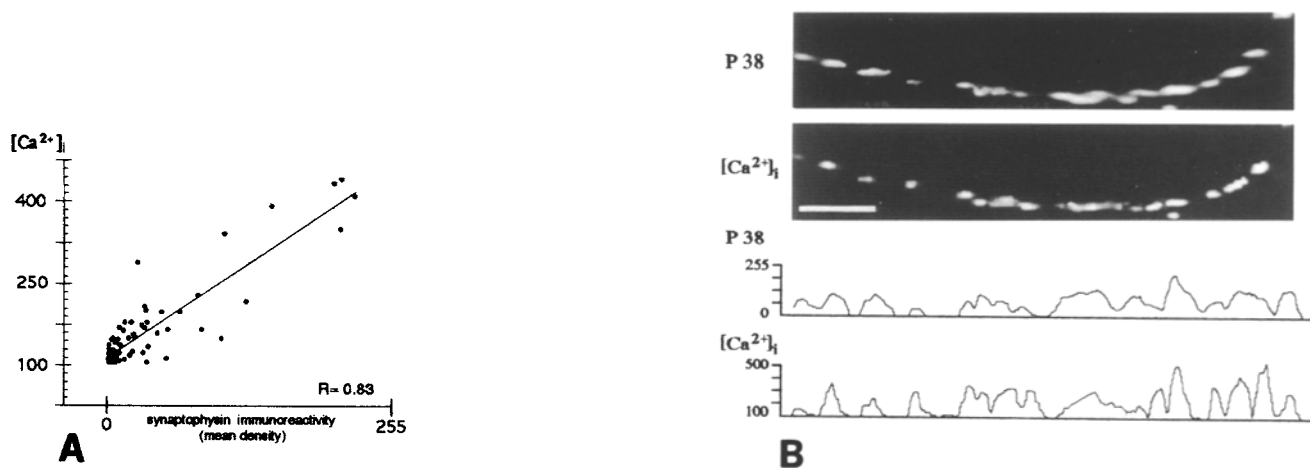 [Ca²⁺]ᵢ
400
250
100
R= 0.83
0
synaptophysin immunoreactivity
255
(mean density)
A
P 38
[Ca²⁺]ᵢ
P 38
255
0
[Ca²⁺]ᵢ
500
100
B